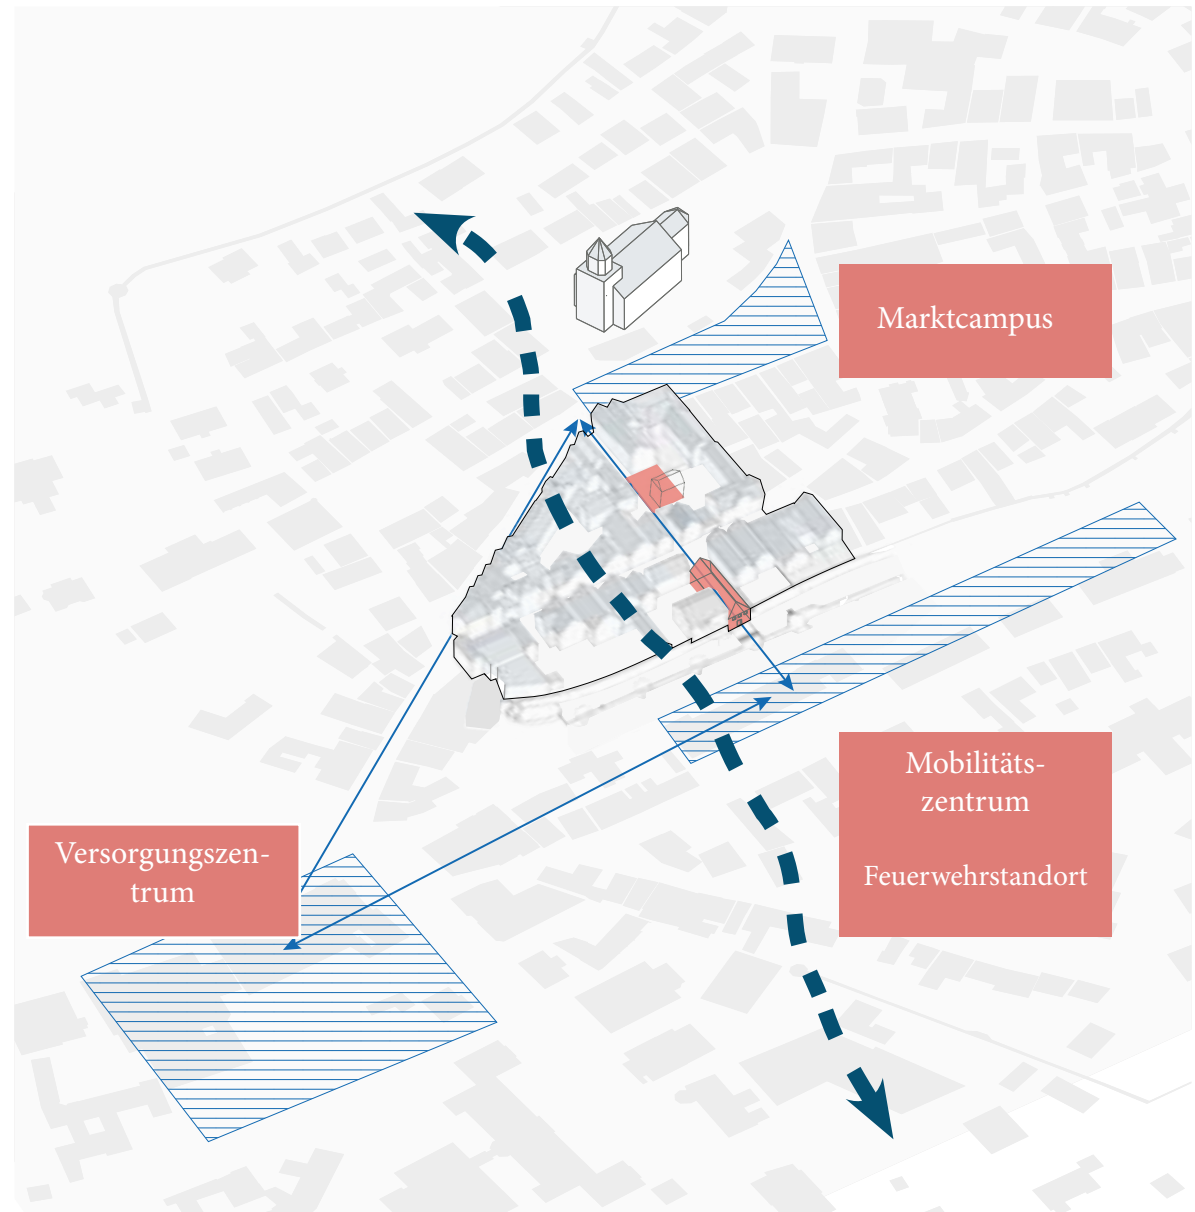 Marktcampus
Mobilitäts-
zentrum
Feuerwehrstandort
Versorgungszen-
trum